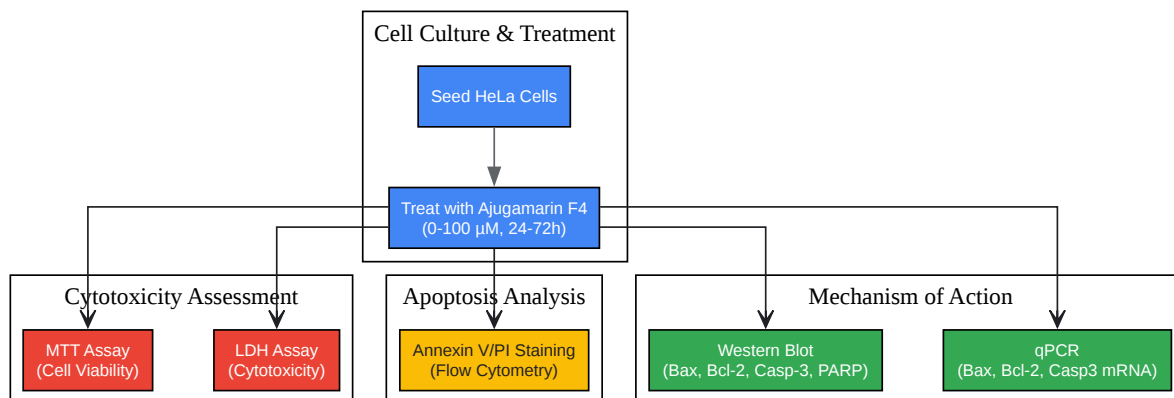 Cell Culture & Treatment
Seed HeLa Cells
Treat with Ajugamarin F4
(0-100 µM, 24-72h)
Cytotoxicity Assessment
MTT Assay
(Cell Viability)
LDH Assay
(Cytotoxicity)
Apoptosis Analysis
Annexin V/PI Staining
(Flow Cytometry)
Mechanism of Action
Western Blot
(Bax, Bcl-2, Casp-3, PARP)
qPCR
(Bax, Bcl-2, Casp3 mRNA)